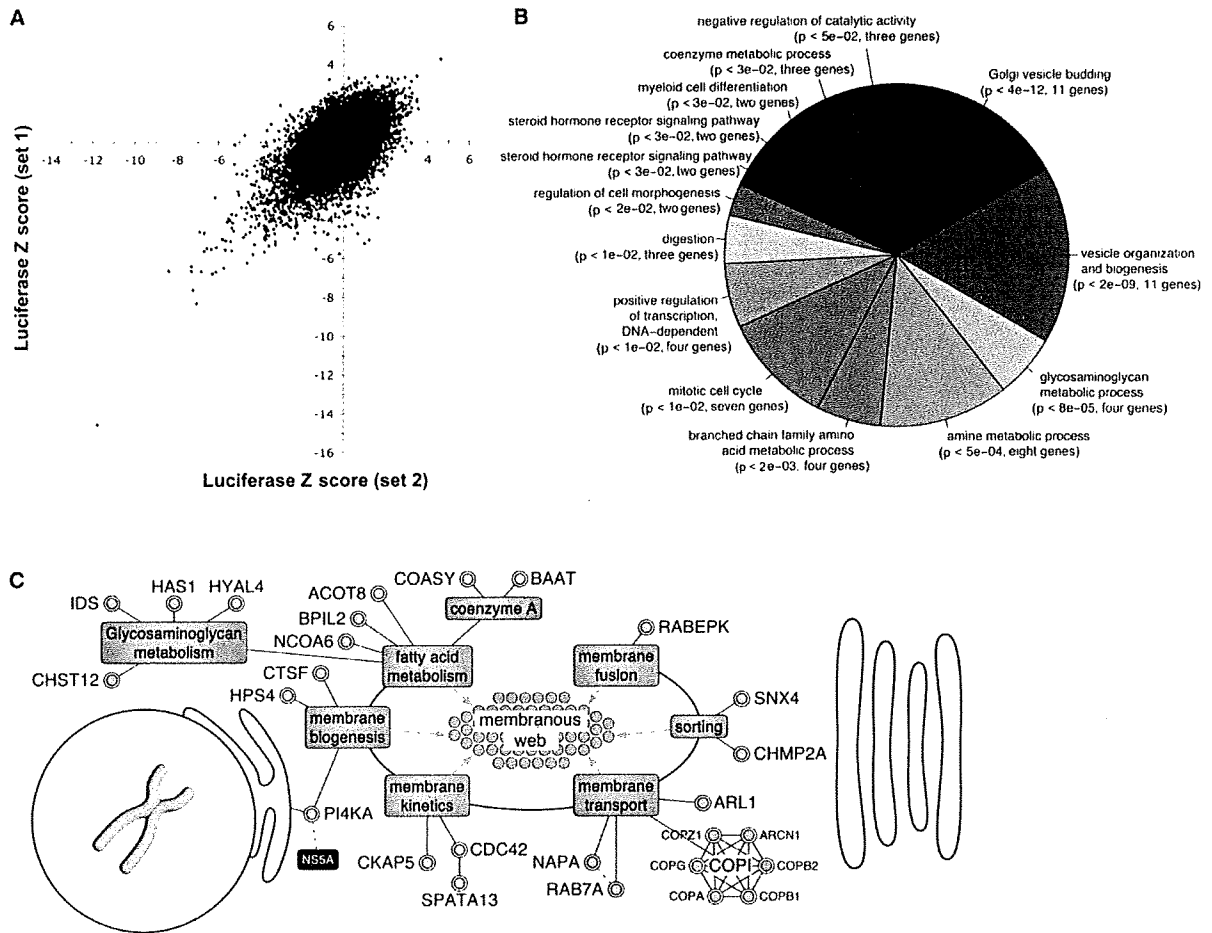 A
6
4
2
-14 -12 -10 -8 -6 -4 4 6
-6
-8
-10
-12
-14
-16
Luciferase Z score (set 1)
Luciferase Z score (set 2)
B
negative regulation of catalytic activity
(p < 5e-02, three genes)
coenzyme metabolic process
(p < 3e-02, three genes)
myeloid cell differentiation
(p < 3e-02, two genes)
steroid hormone receptor signaling pathway
(p < 3e-02, two genes)
steroid hormone receptor signaling pathway
(p < 3e-02, two genes)
regulation of cell morphogenesis
(p < 2e-02, two genes)
digestion
(p < 1e-02, three genes)
positive regulation
of transcription,
DNA-dependent
(p < 1e-02, four genes)
mitotic cell cycle
(p < 1e-02, seven genes)
branched chain family amino
acid metabolic process
(p < 2e-03, four genes)
amine metabolic process
(p < 5e-04, eight genes)
glycosaminoglycan
metabolic process
(p < 8e-05, four genes)
vesicle organization
and biogenesis
(p < 2e-09, 11 genes)
Golgi vesicle budding
(p < 4e-12, 11 genes)
C
IDS
HAS1
HYAL4
Glycosaminoglycan
metabolism
CHST12
ACOT8
BPIL2
NCOA6
COASY
BAAT
coenzyme A
fatty acid
metabolism
CTSF
HPS4
membrane
biogenesis
PI4KA
NS5A
membrane
kinetics
CKAP5
CDC42
SPATA13
membranous
web
RABEPK
membrane
fusion
SNX4
sorting
CHMP2A
membrane
transport
ARL1
NAPA
RAB7A
COPZ1
ARCN1
COPG
COPI
COPB2
COPA
COPB1